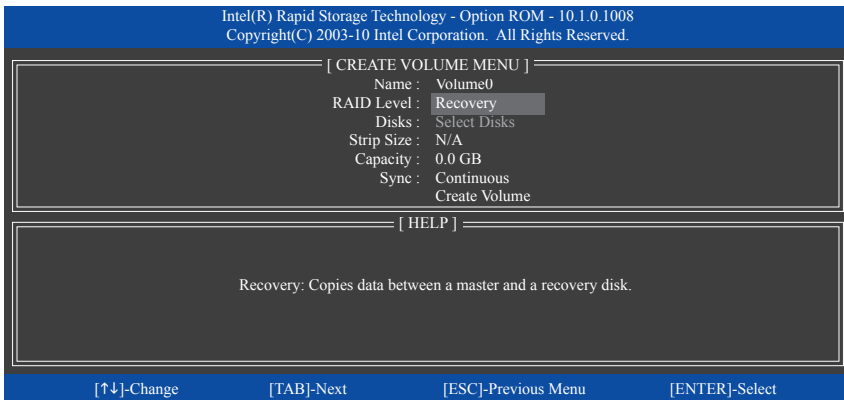 Intel(R) Rapid Storage Technology - Option ROM - 10.1.0.1008
Copyright(C) 2003-10 Intel Corporation. All Rights Reserved.
[ CREATE VOLUME MENU ]
Name : Volume0
RAID Level : Recovery
Disks : Select Disks
Strip Size : N/A
Capacity : 0.0 GB
Sync : Continuous
Create Volume
[ HELP ]
Recovery: Copies data between a master and a recovery disk.
[↑↓]-Change [TAB]-Next [ESC]-Previous Menu [ENTER]-Select